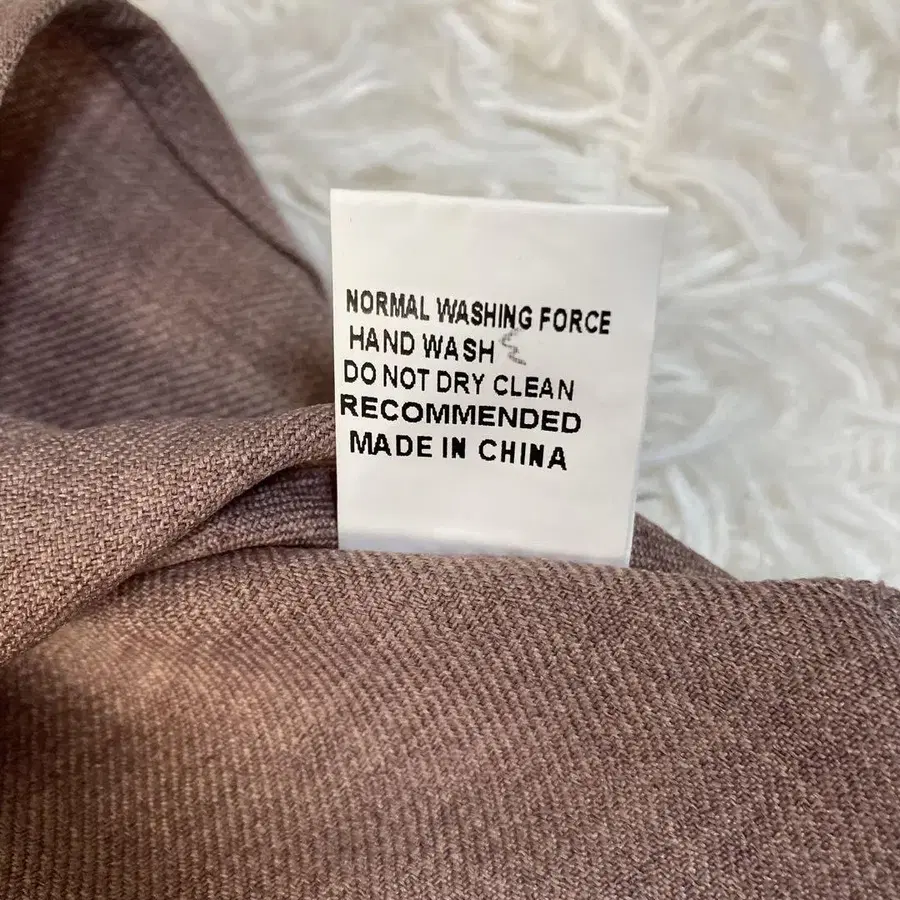 NORMAL WASHING FORCE
HAND WASH
DO NOT DRY CLEAN
RECOMMENDED
MADE IN CHINA